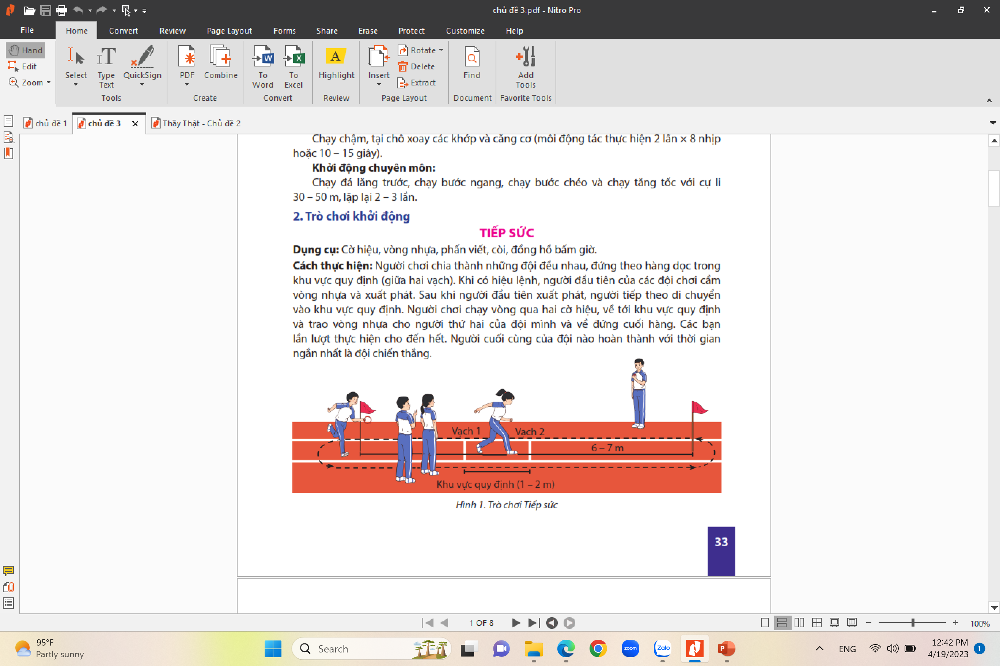 chủ đề 3.pdf - Nitro Pro
File Home Convert Review Page Layout Forms Share Erase Protect Customize Help
Hand
Edit
Zoom
Select
Type Text
QuickSign
Tools
PDF
Combine
Create
To Word
To Excel
Convert
A
Highlight
Review
Insert
Rotate
Delete
Extract
Page Layout
Find
Document
Add Tools
Favorite Tools
chủ đề 1
chủ đề 3
Thầy Thật - Chủ đề 2
Chạy chậm, tại chỗ xoay các khớp và căng cơ (mỗi động tác thực hiện 2 lần × 8 nhịp
hoặc 10 – 15 giây).
Khởi động chuyên môn:
Chạy đá lăng trước, chạy bước ngang, chạy bước chéo và chạy tăng tốc với cự li
30 – 50 m, lặp lại 2 – 3 lần.
2. Trò chơi khởi động
TIẾP SỨC
Dụng cụ: Cờ hiệu, vòng nhựa, phấn viết, còi, đồng hồ bấm giờ.
Cách thực hiện: Người chơi chia thành những đội đều nhau, đứng theo hàng dọc trong
khu vực quy định (giữa hai vạch). Khi có hiệu lệnh, người đầu tiên của các đội chơi cầm
vòng nhựa và xuất phát. Sau khi người đầu tiên xuất phát, người tiếp theo di chuyển
vào khu vực quy định. Người chơi chạy vòng qua hai cờ hiệu, về tới khu vực quy định
và trao vòng nhựa cho người thứ hai của đội mình và về đứng cuối hàng. Các bạn
lần lượt thực hiện cho đến hết. Người cuối cùng của đội nào hoàn thành với thời gian
ngắn nhất là đội chiến thắng.
Vạch 1
Vạch 2
6 – 7 m
Khu vực quy định (1 – 2 m)
Hình 1. Trò chơi Tiếp sức
33
1 OF 8
100%
95°F
Partly sunny
Search
zoom
Zalo
P
ENG
12:42 PM
4/19/2023
1